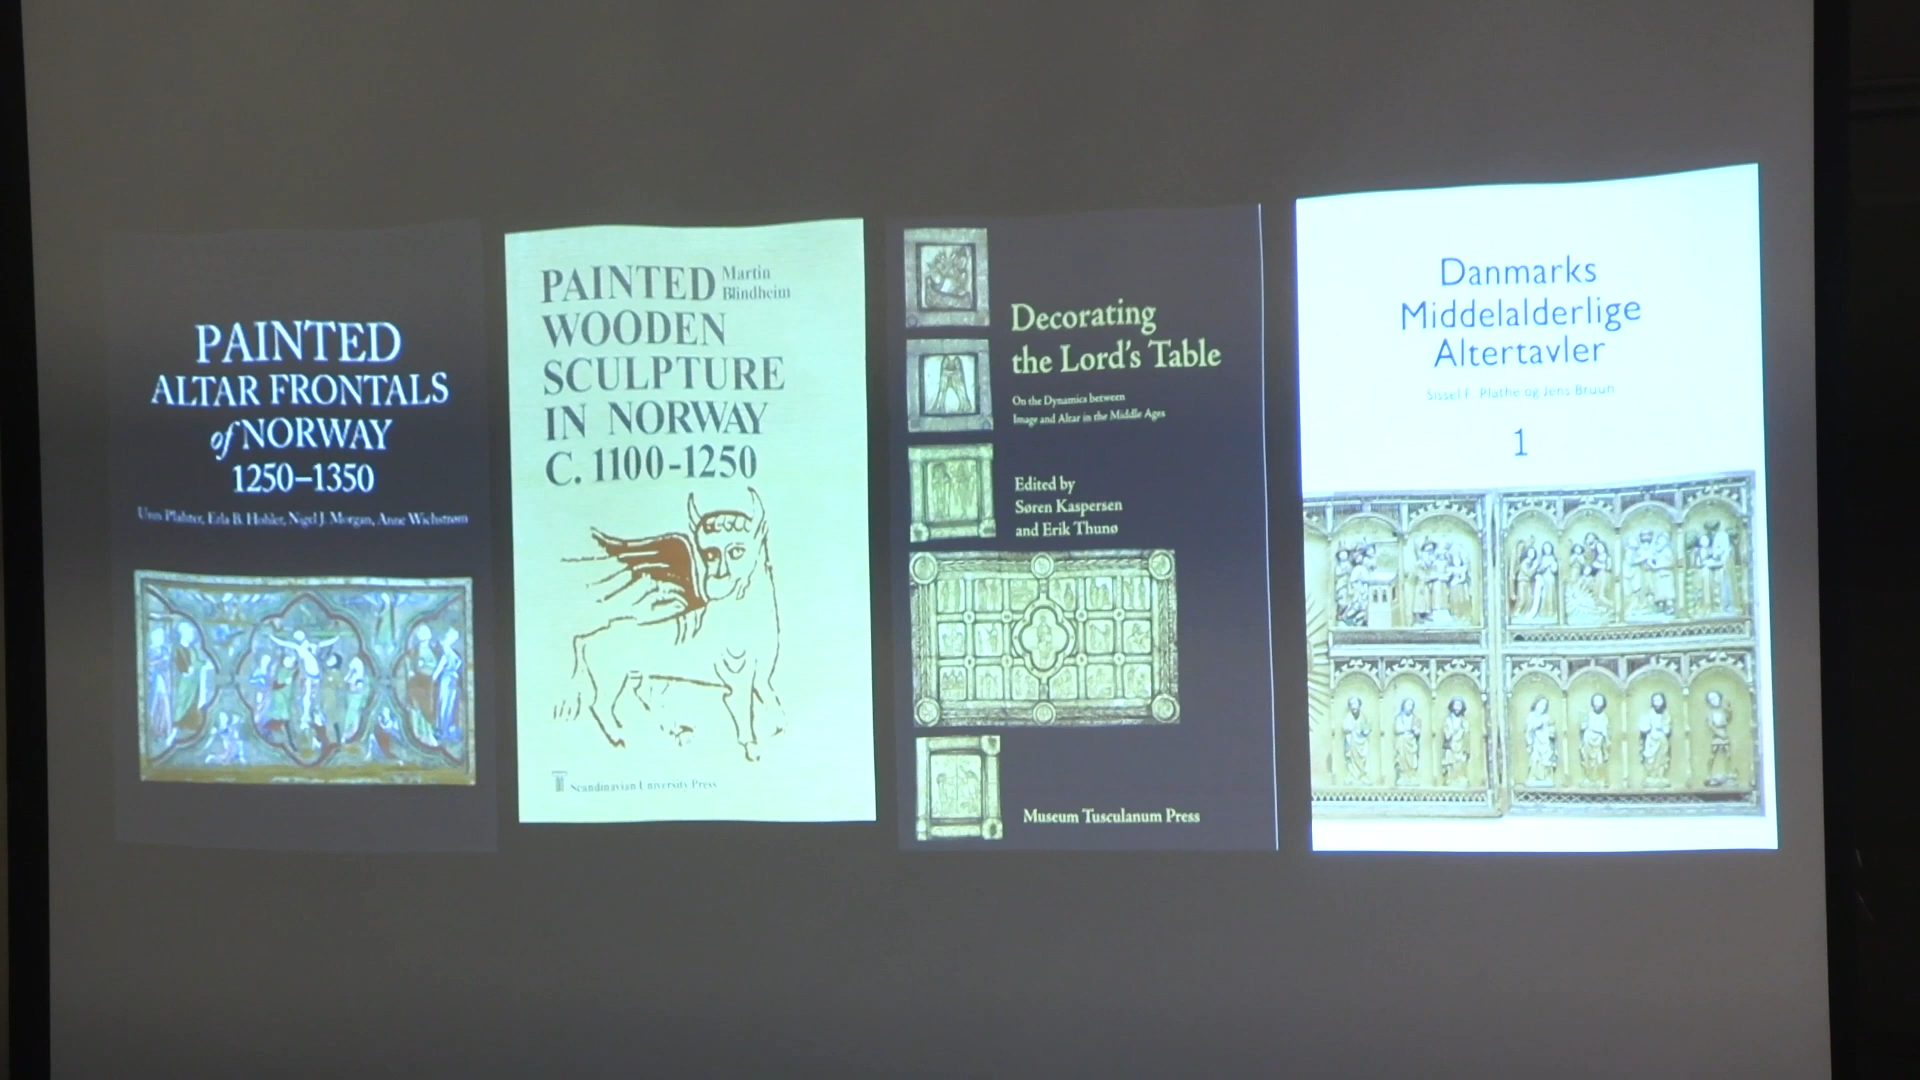 PAINTED
ALTAR FRONTALS
of NORWAY
1250–1350
Unn Plahter, Erla B. Hohler, Nigel J. Morgan, Anne Wichstrøm
PAINTED Martin
Blindheim
WOODEN
SCULPTURE
IN NORWAY
C. 1100-1250
Scandinavian University Press
Decorating
the Lord's Table
On the Dynamics between
Image and Altar in the Middle Ages
Edited by
Søren Kaspersen
and Erik Thunø
Museum Tusculanum Press
Danmarks
Middelalderlige
Altertavler
Sissel F. Plathe og Jens Bruun
1